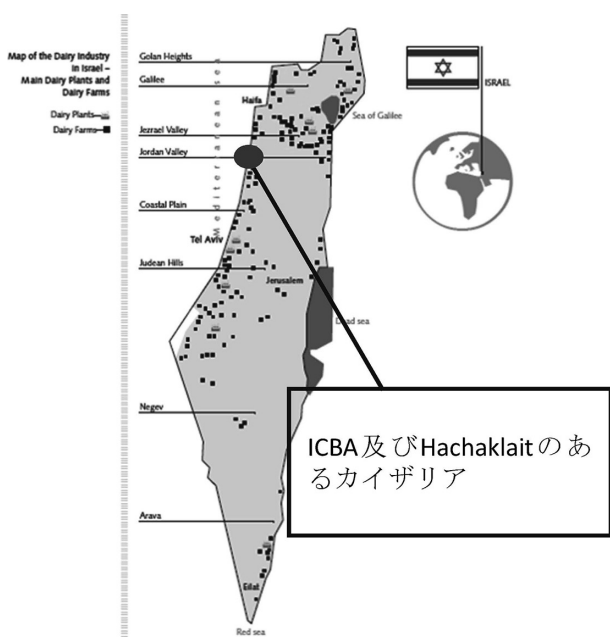 Map of the Dairy Industry
in Israel –
Main Dairy Plants and
Dairy Farms
Dairy Plants
Dairy Farms
Golan Heights
Galilee
Haifa
Sea of Galilee
Jezrael Valley
Jordan Valley
Mediterranean sea
Coastal Plain
Tel Aviv
Judean Hills
Jerusalem
Dead sea
Negev
Arava
Eilat
Red sea
ISRAEL
ICBA及びHachaklaitのあ
るカイザリア